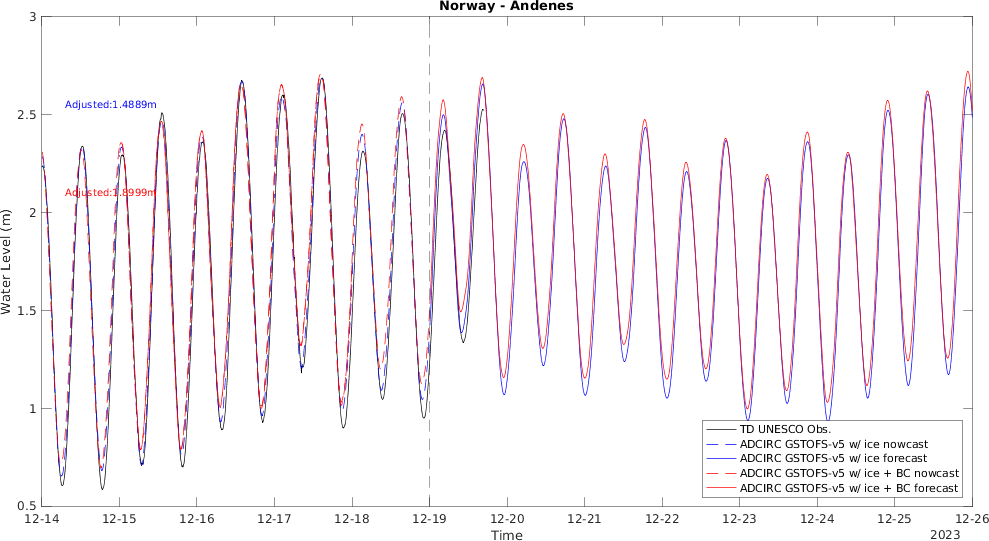 Norway - Andenes
3
2.5
2
1.5
1
0.5
Water Level (m)
Adjusted:1.4889m
Adjusted:1.8999m
TD UNESCO Obs.
ADCIRC GSTOFS-v5 w/ ice nowcast
ADCIRC GSTOFS-v5 w/ ice forecast
ADCIRC GSTOFS-v5 w/ ice + BC nowcast
ADCIRC GSTOFS-v5 w/ ice + BC forecast
12-14 12-15 12-16 12-17 12-18 12-19 12-20 12-21 12-22 12-23 12-24 12-25 12-26
Time
2023